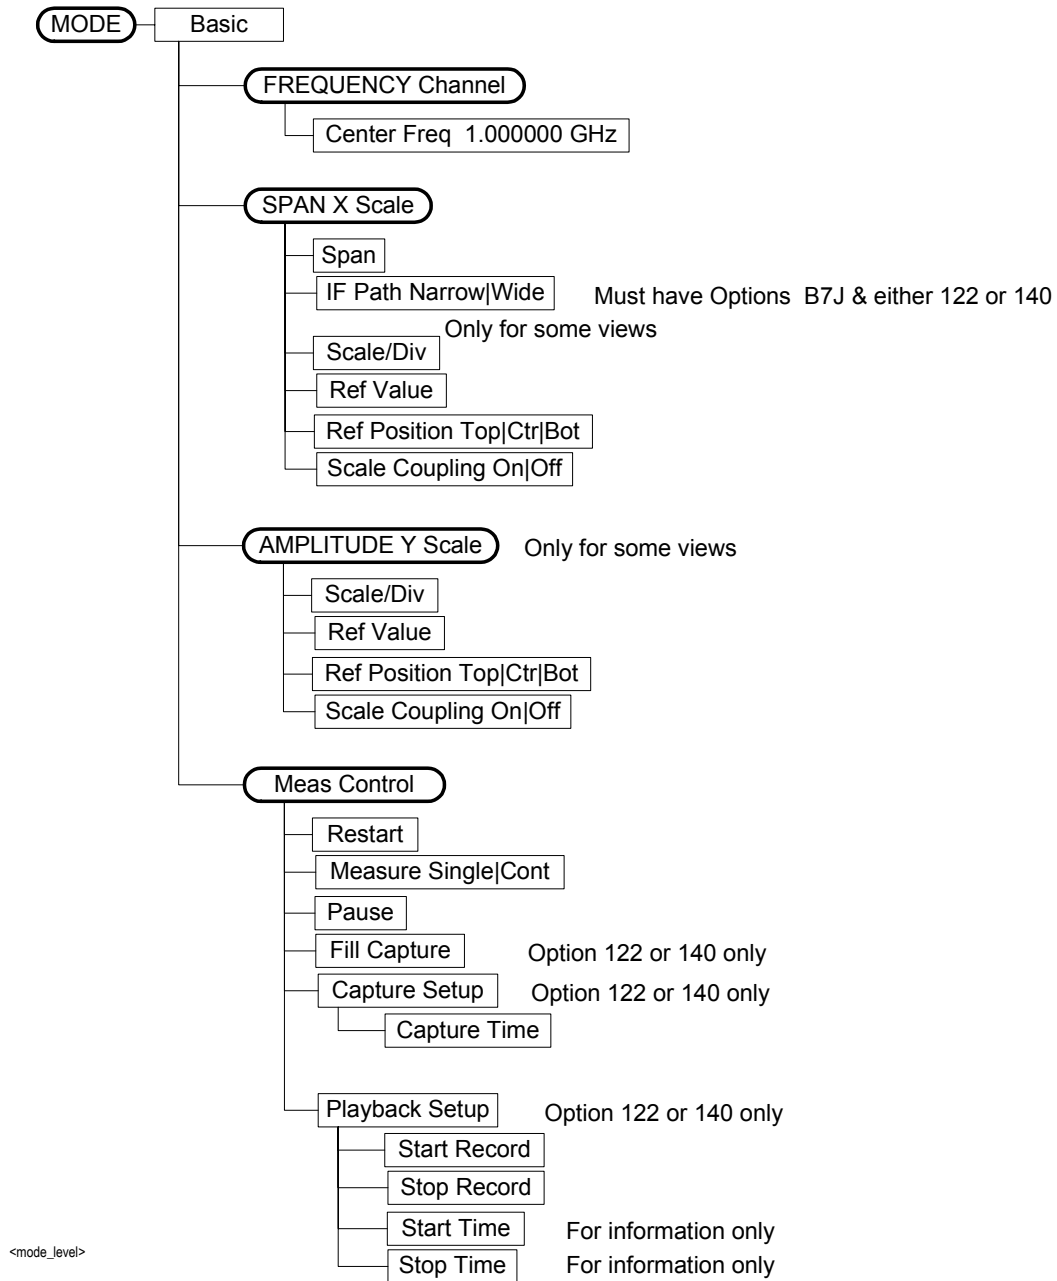 MODE Basic
FREQUENCY Channel
Center Freq 1.000000 GHz
SPAN X Scale
Span
IF Path Narrow|Wide Must have Options B7J & either 122 or 140
Only for some views
Scale/Div
Ref Value
Ref Position Top|Ctr|Bot
Scale Coupling On|Off
AMPLITUDE Y Scale Only for some views
Scale/Div
Ref Value
Ref Position Top|Ctr|Bot
Scale Coupling On|Off
Meas Control
Restart
Measure Single|Cont
Pause
Fill Capture Option 122 or 140 only
Capture Setup Option 122 or 140 only
Capture Time
Playback Setup Option 122 or 140 only
Start Record
Stop Record
Start Time For information only
<mode_level>
Stop Time For information only